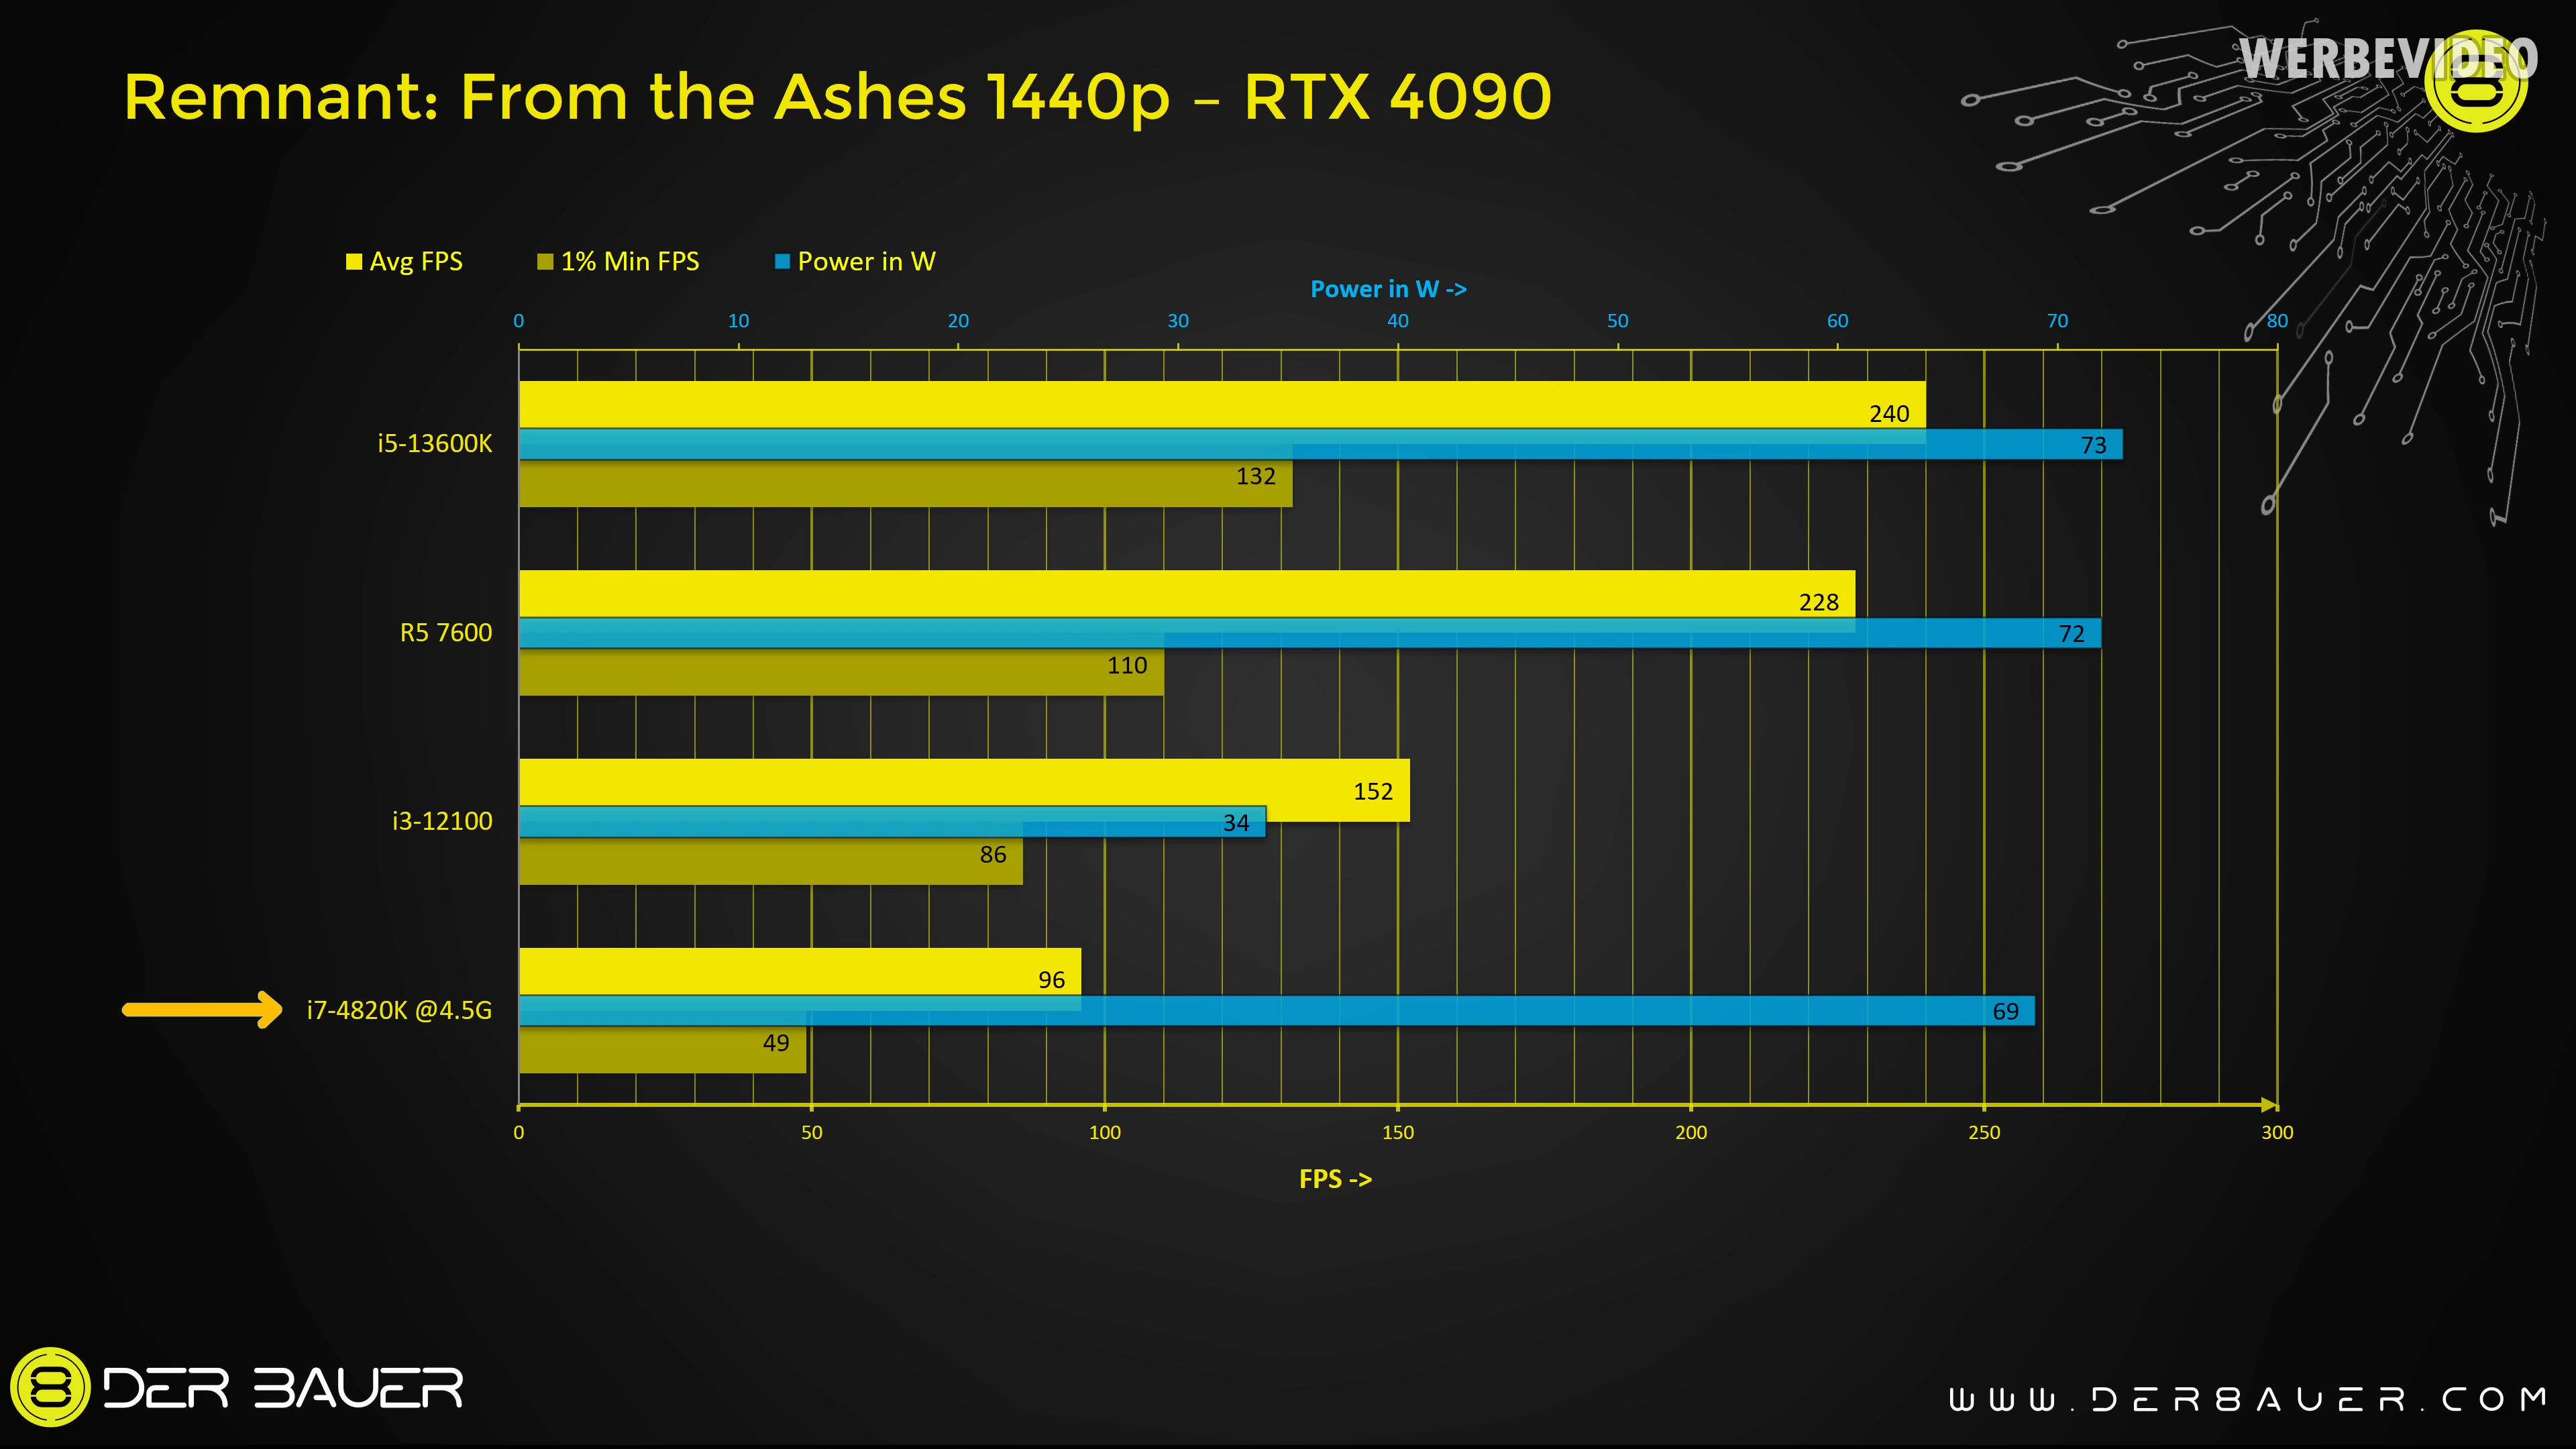 WERBEVIDEO
Remnant: From the Ashes 1440p – RTX 4090
Avg FPS 1% Min FPS Power in W
Power in W ->
0 10 20 30 40 50 60 70 80
240
i5-13600K 73
132
228
R5 7600 72
110
152
i3-12100 34
86
96
i7-4820K @4.5G 69
49
0 50 100 150 200 250 300
FPS ->
DER 8AUER
WWW.DER8AUER.COM